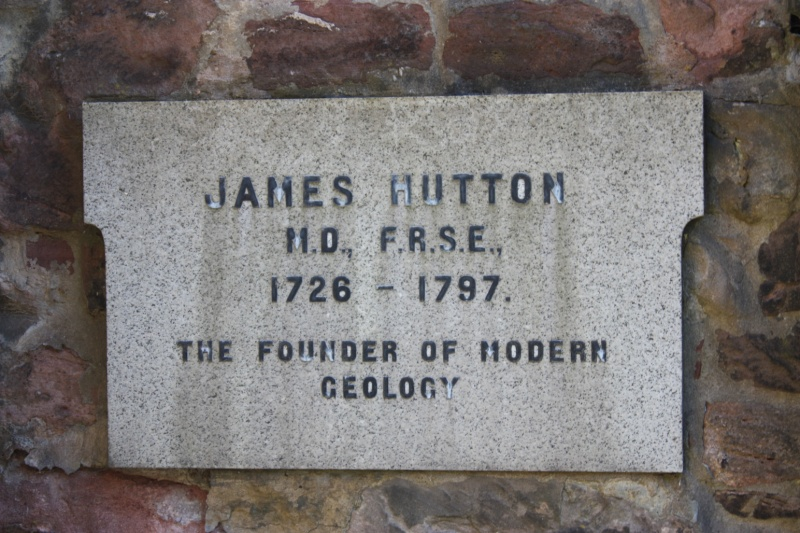 JAMES HUTTON
M.D., F.R.S.E.,
1726 - 1797.
THE FOUNDER OF MODERN
GEOLOGY